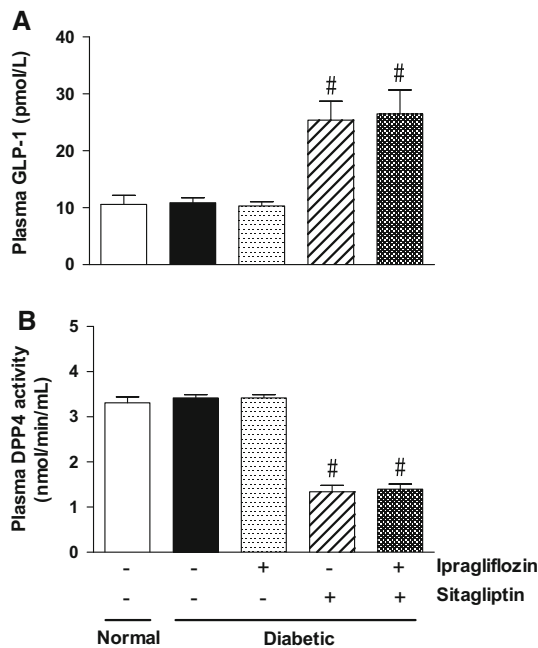 A
Plasma GLP-1 (pmol/L)
40
30
20
10
0
# #
B
Plasma DPP4 activity
(nmol/min/mL)
5
4
3
2
1
0
# #
- - + - + Ipragliflozin
- - - + + Sitagliptin
Normal Diabetic